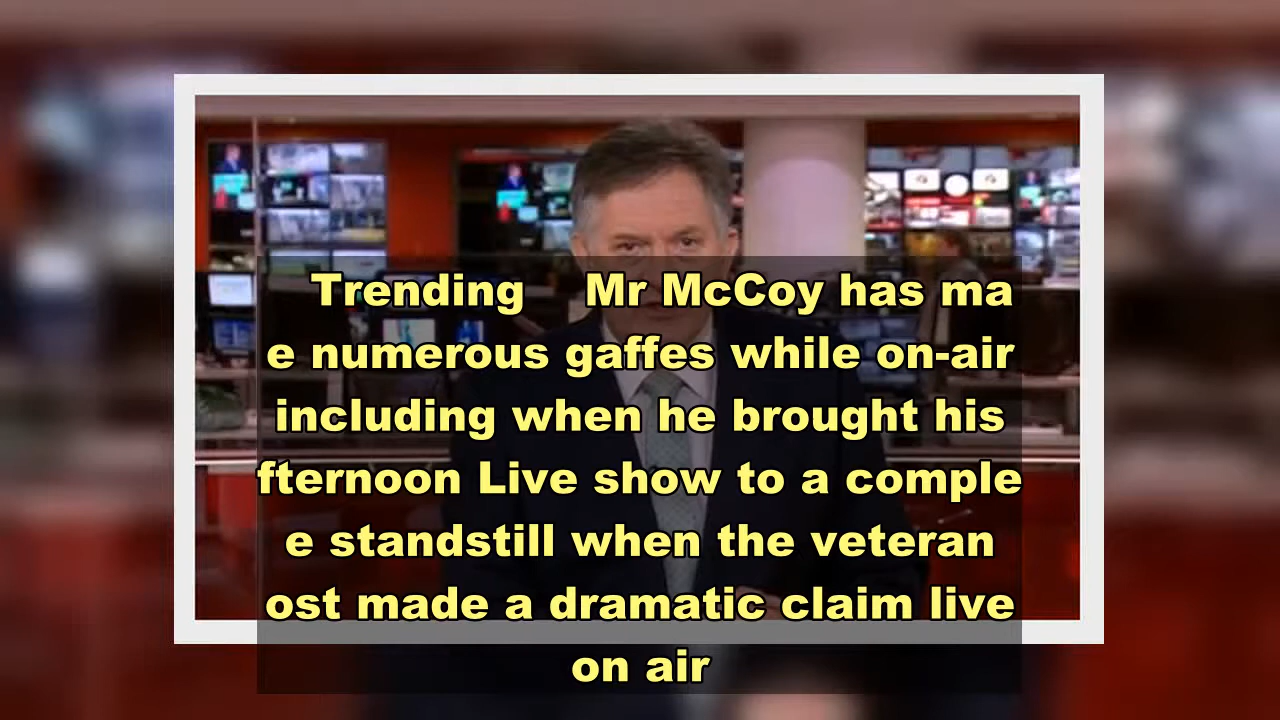 Trending Mr McCoy has ma
e numerous gaffes while on-air
including when he brought his
fternoon Live show to a comple
e standstill when the veteran
ost made a dramatic claim live
on air